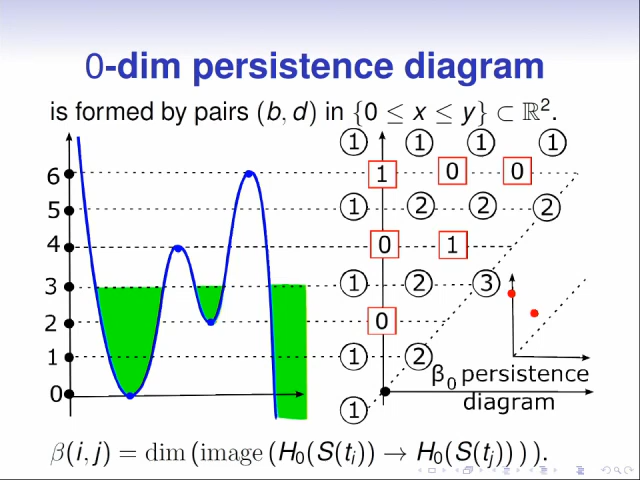 0-dim persistence diagram
is formed by pairs (b, d) in {0 ≤ x ≤ y} ⊂ ℝ².
1 1 1 1
6 1 0 0
5 1 2 2 2
4 0 1
3 1 2 3
2 0
1 1 2
0
β₀ persistence
diagram
1
β(i, j) = dim (image (H₀(S(tᵢ)) → H₀(S(tⱼ)))).